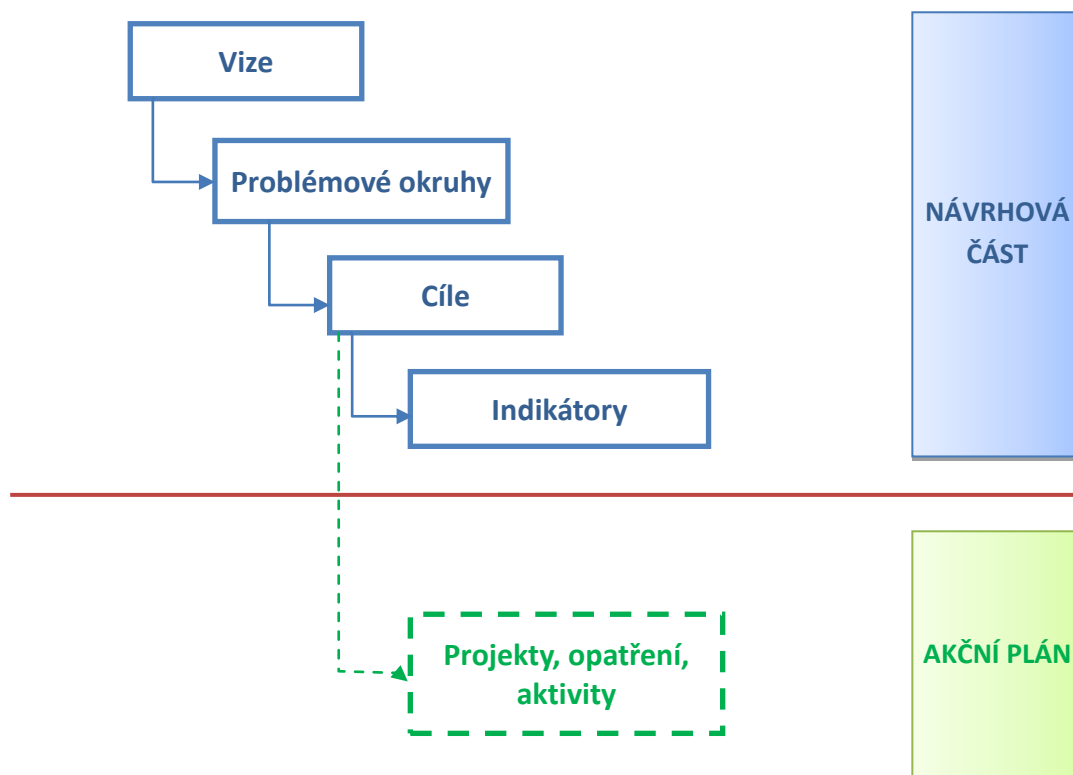 Vize
Problémové okruhy
Cíle
Indikátory
NÁVRHOVÁ
ČÁST
Projekty, opatření,
aktivity
AKČNÍ PLÁN